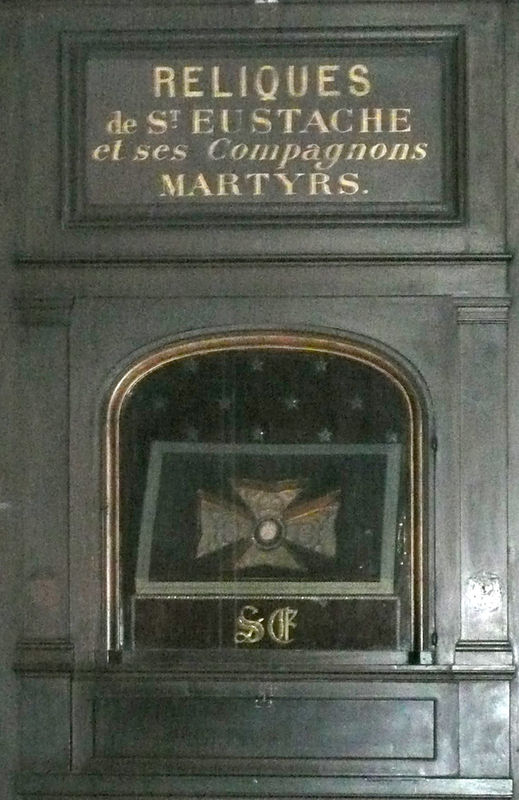 RELIQUES
de ST EUSTACHE
et ses Compagnons
MARTYRS.
SE